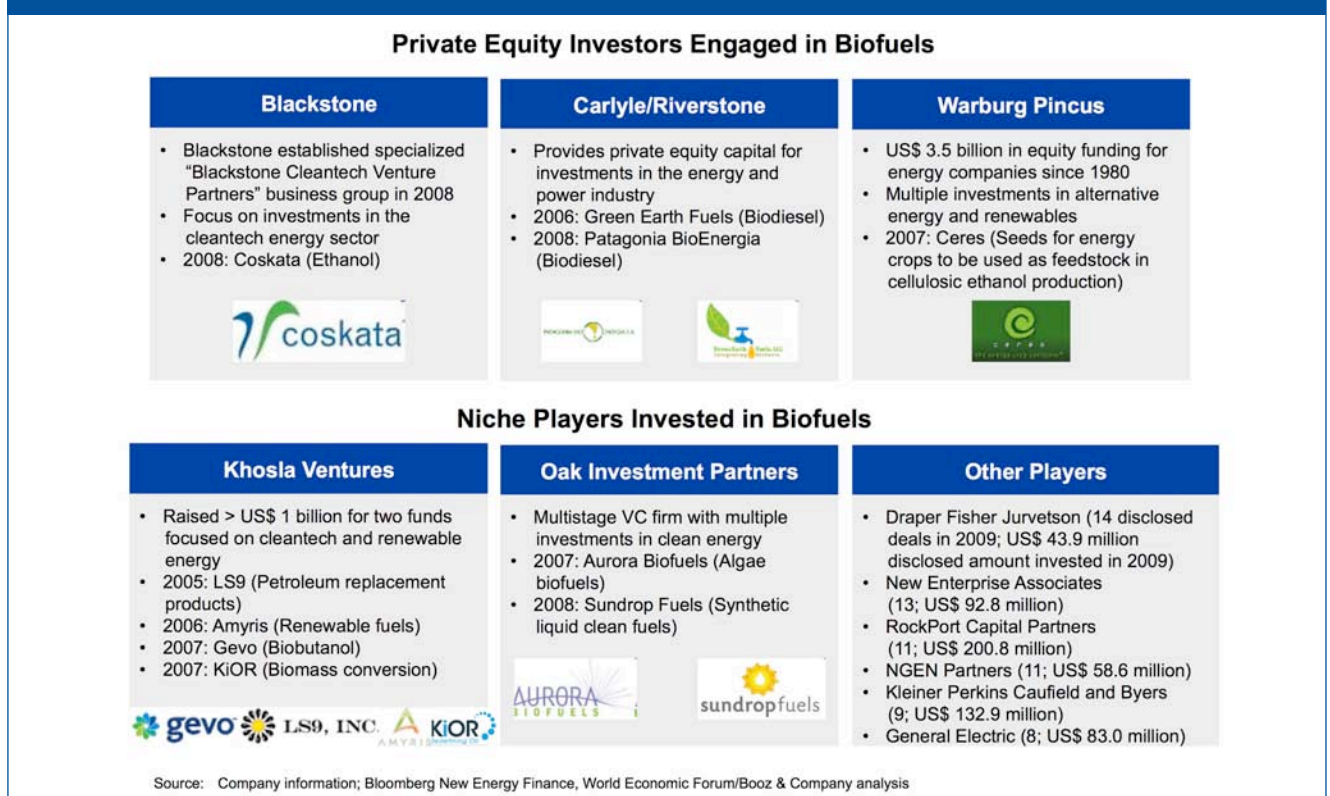 Private Equity Investors Engaged in Biofuels
Blackstone
• Blackstone established specialized
“Blackstone Cleantech Venture
Partners” business group in 2008
• Focus on investments in the
cleantech energy sector
• 2008: Coskata (Ethanol)
coskata
Carlyle/Riverstone
• Provides private equity capital for
investments in the energy and
power industry
• 2006: Green Earth Fuels (Biodiesel)
• 2008: Patagonia BioEnergia
(Biodiesel)
Warburg Pincus
• US$ 3.5 billion in equity funding for
energy companies since 1980
• Multiple investments in alternative
energy and renewables
• 2007: Ceres (Seeds for energy
crops to be used as feedstock in
cellulosic ethanol production)
ceres
Niche Players Invested in Biofuels
Khosla Ventures
• Raised > US$ 1 billion for two funds
focused on cleantech and renewable
energy
• 2005: LS9 (Petroleum replacement
products)
• 2006: Amyris (Renewable fuels)
• 2007: Gevo (Biobutanol)
• 2007: KiOR (Biomass conversion)
gevo LS9, INC. AMYRIS KiOR
Oak Investment Partners
• Multistage VC firm with multiple
investments in clean energy
• 2007: Aurora Biofuels (Algae
biofuels)
• 2008: Sundrop Fuels (Synthetic
liquid clean fuels)
AURORA
BIOFUELS
sundropfuels
Other Players
• Draper Fisher Jurvetson (14 disclosed
deals in 2009; US$ 43.9 million
disclosed amount invested in 2009)
• New Enterprise Associates
(13; US$ 92.8 million)
• RockPort Capital Partners
(11; US$ 200.8 million)
• NGEN Partners (11; US$ 58.6 million)
• Kleiner Perkins Caufield and Byers
(9; US$ 132.9 million)
• General Electric (8; US$ 83.0 million)
Source: Company information; Bloomberg New Energy Finance, World Economic Forum/Booz & Company analysis